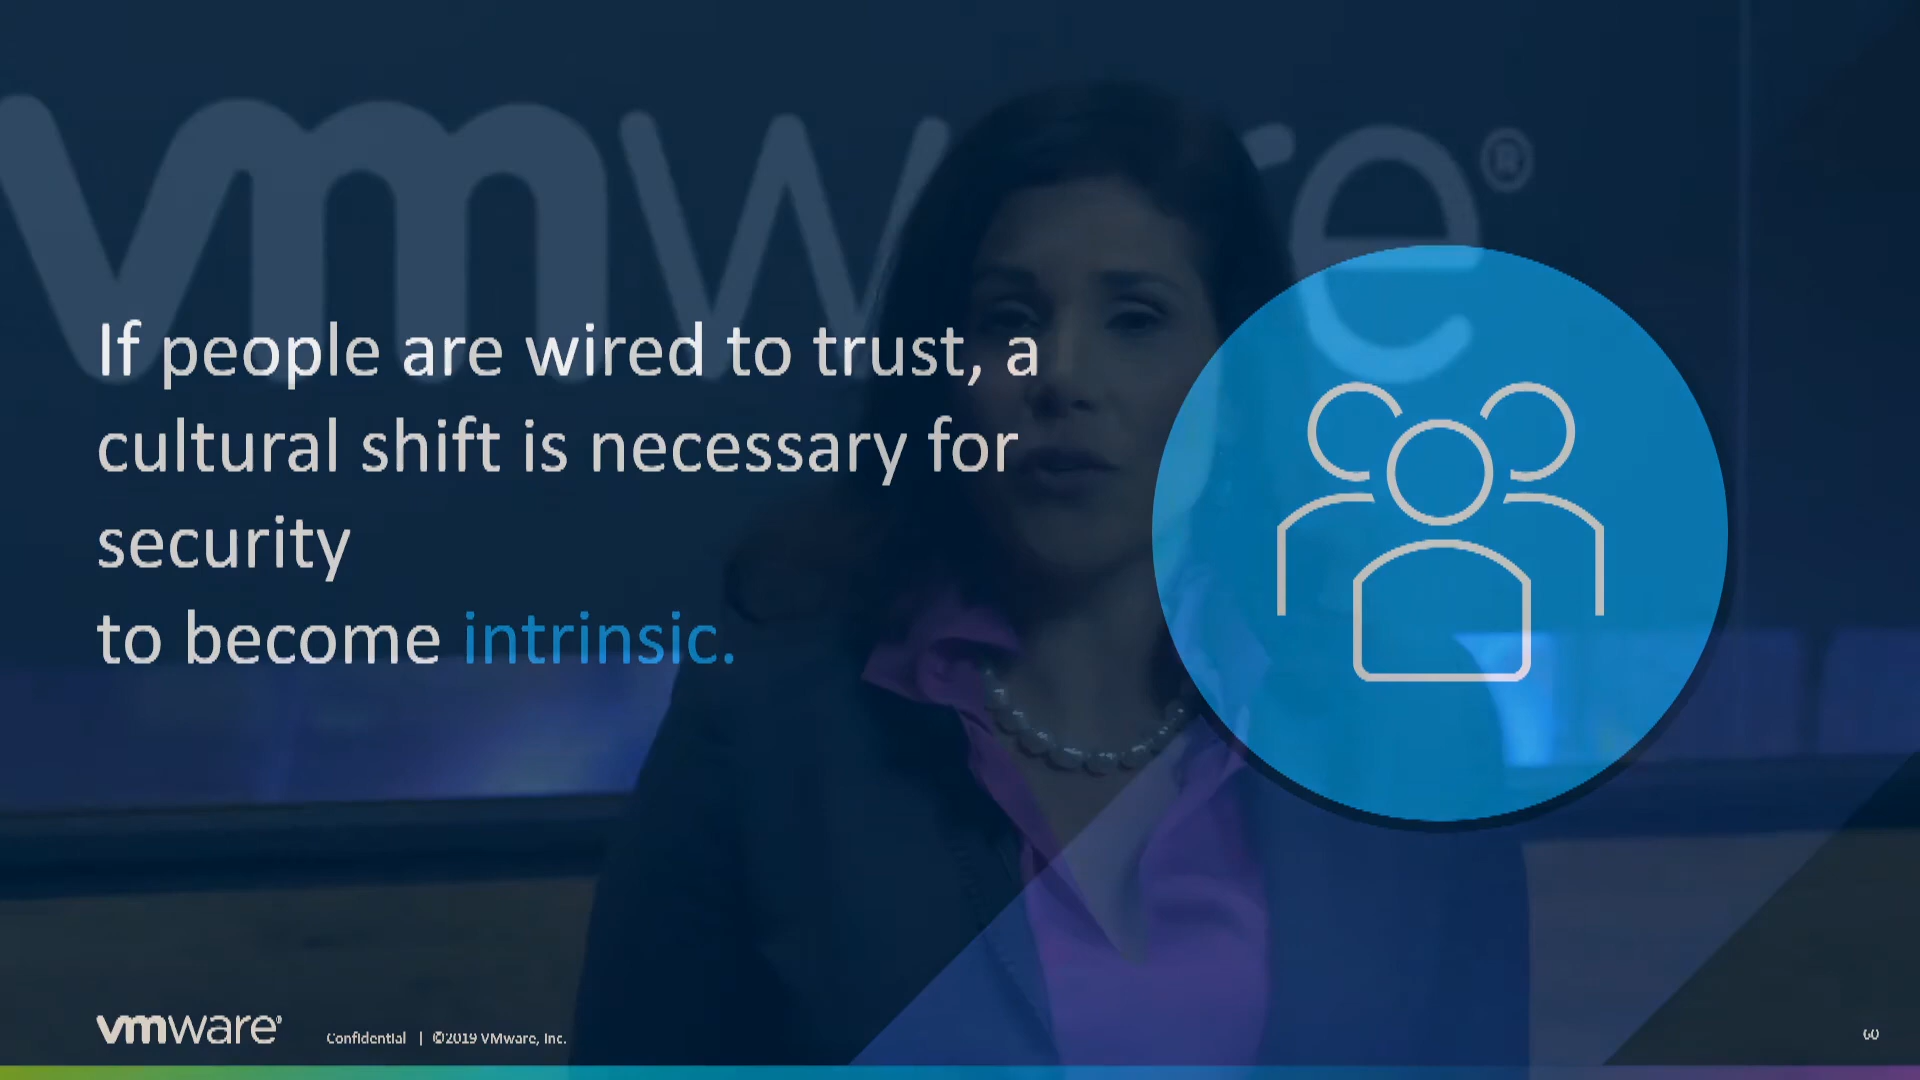 vmware®
If people are wired to trust, a
cultural shift is necessary for
security
to become intrinsic.
vmware®
Confidential | ©2019 VMware, Inc.
60